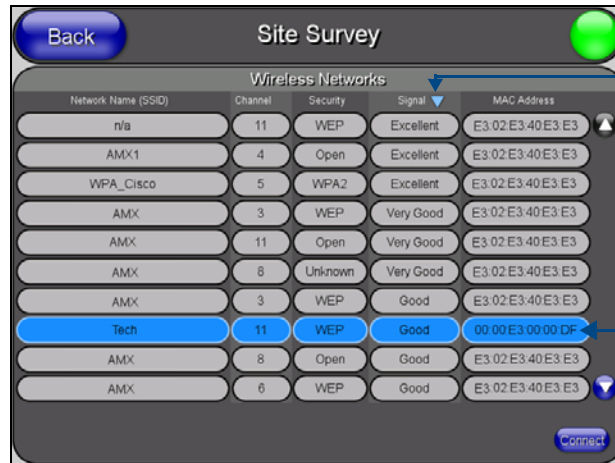 Back Site Survey
Wireless Networks
Network Name (SSID) Channel Security Signal MAC Address
n/a 11 WEP Excellent E3:02:E3:40:E3:E3
AMX1 4 Open Excellent E3:02:E3:40:E3:E3
WPA_Cisco 5 WPA2 Excellent E3:02:E3:40:E3:E3
AMX 3 WEP Very Good E3:02:E3:40:E3:E3
AMX 11 Open Very Good E3:02:E3:40:E3:E3
AMX 8 Unknown Very Good E3:02:E3:40:E3:E3
AMX 3 WEP Good E3:02:E3:40:E3:E3
Tech 11 WEP Good 00:00:E3:00:00:DF
AMX 8 Open Good E3:02:E3:40:E3:E3
AMX 6 WEP Good E3:02:E3:40:E3:E3
Connect